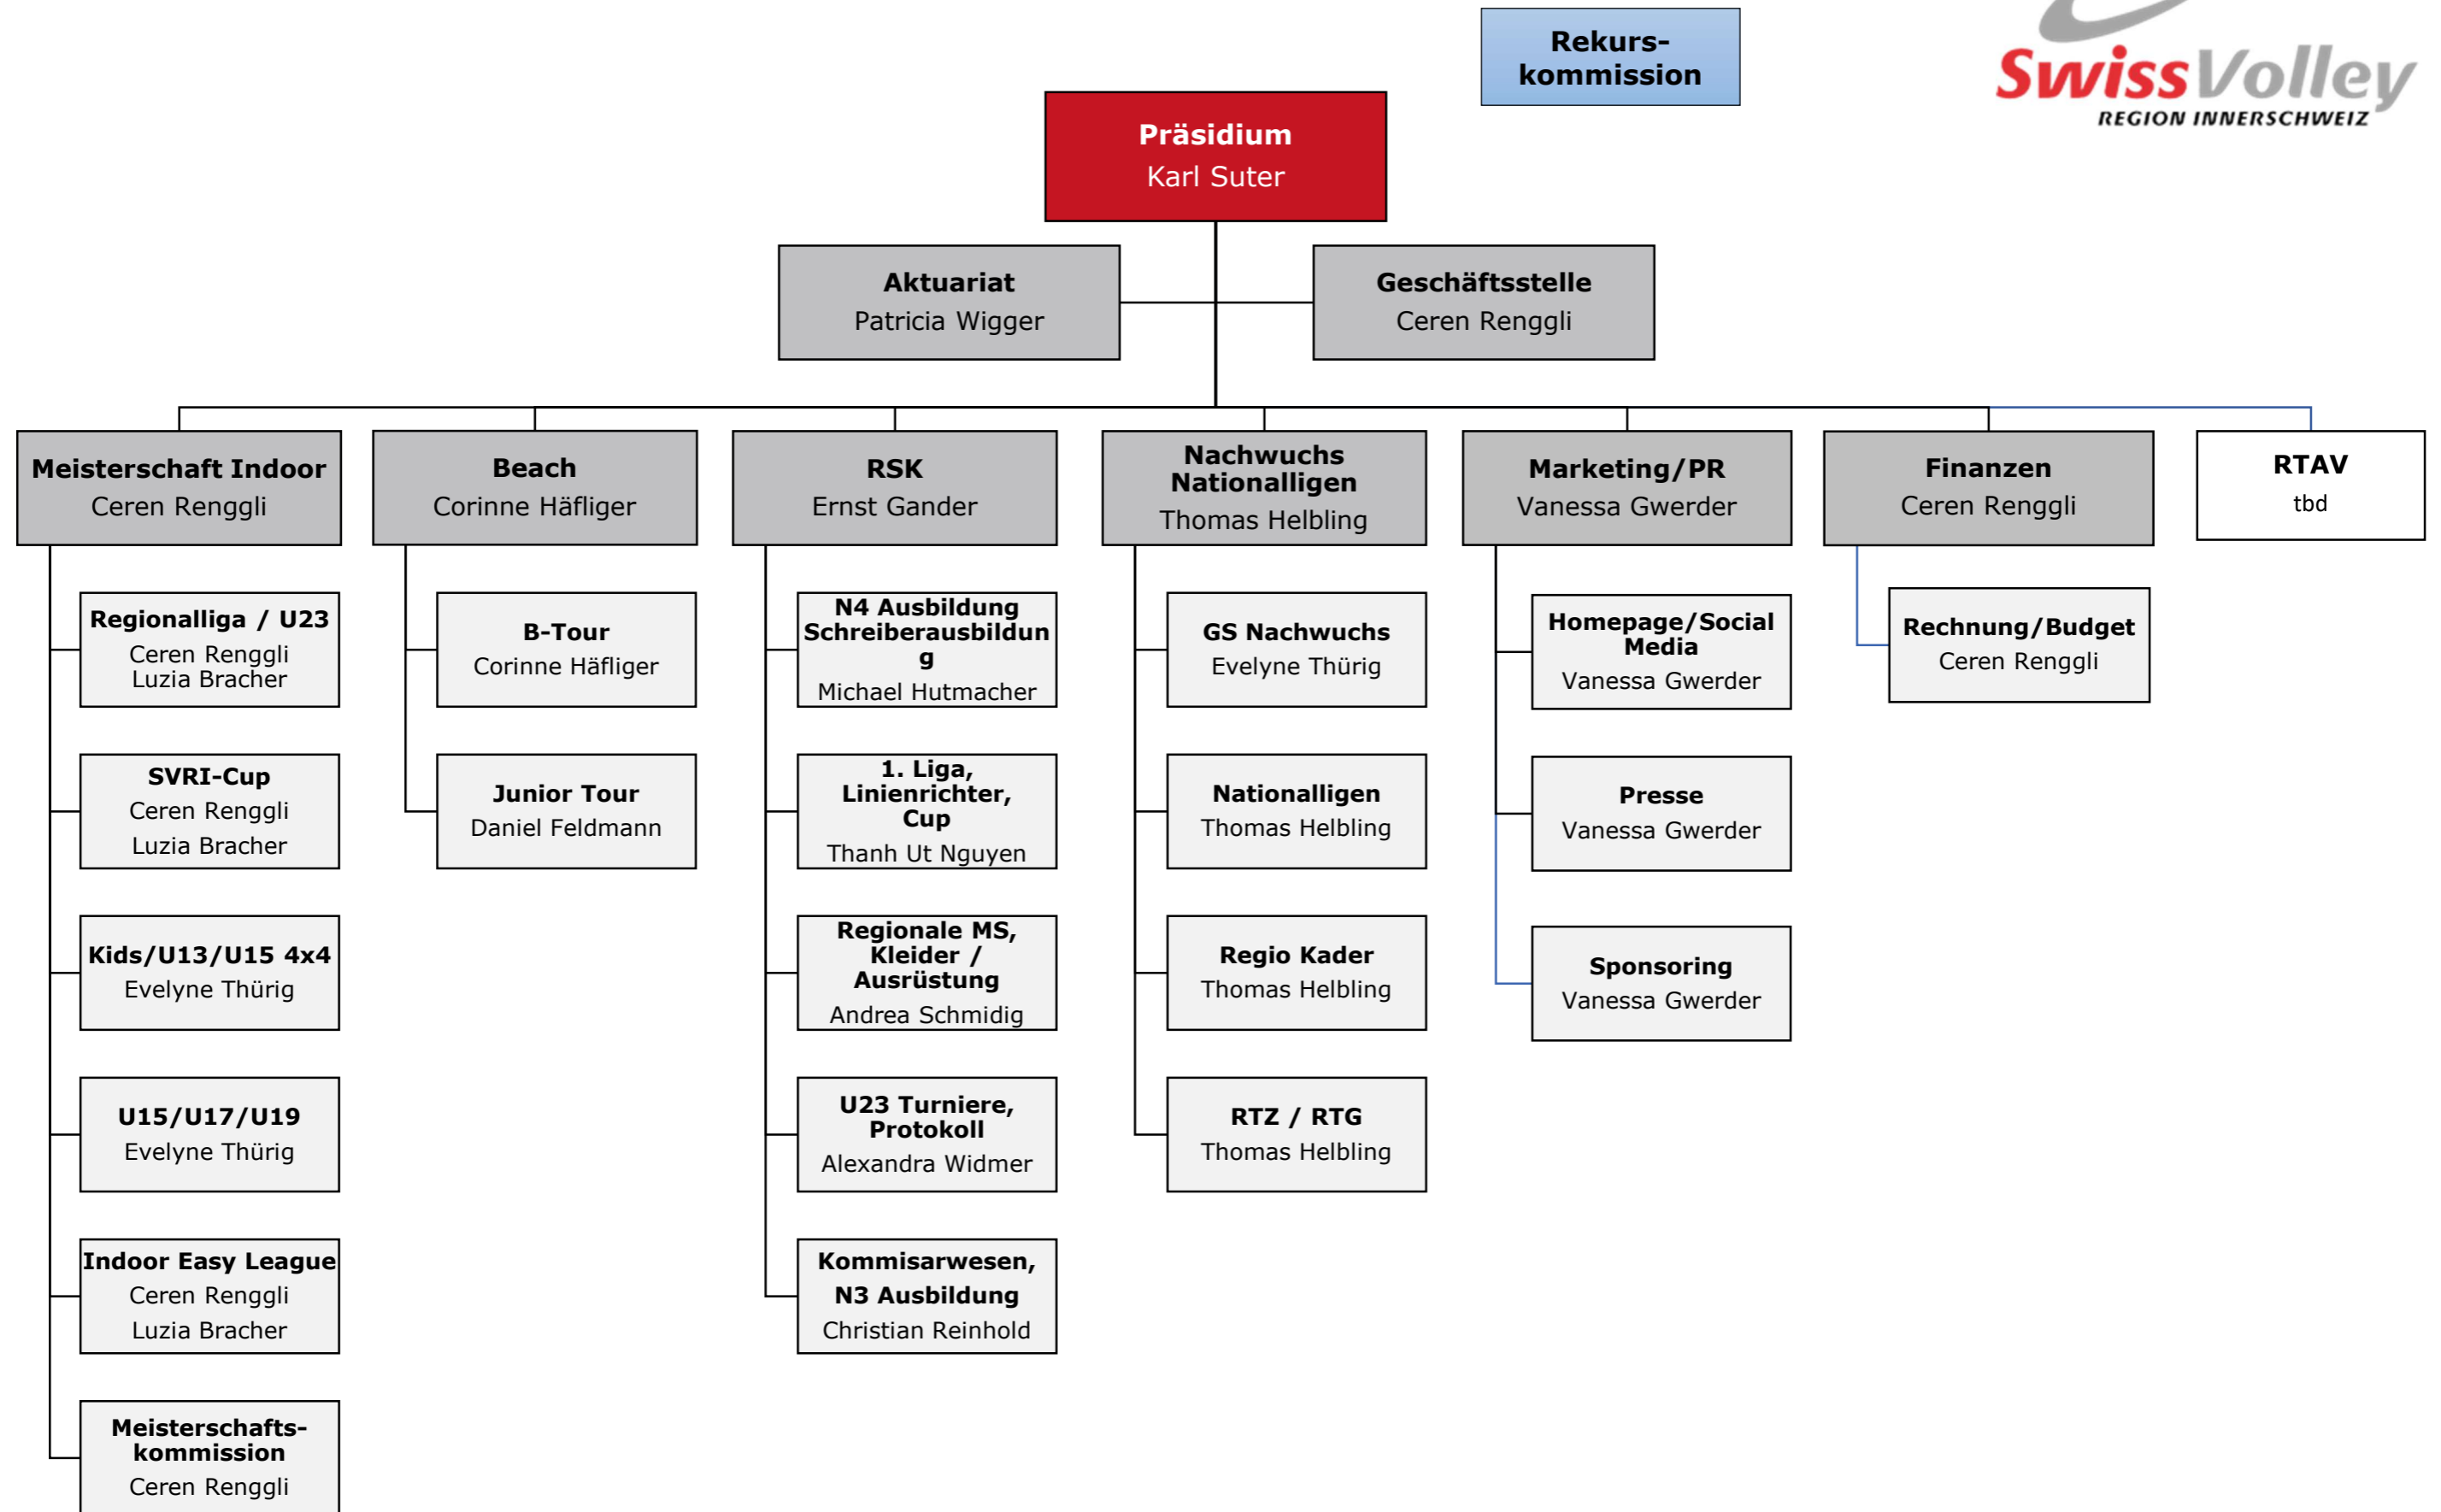 Rekurs-
kommission
SwissVolley
REGION INNERSCHWEIZ
Präsidium
Karl Suter
Aktuariat
Patricia Wigger
Geschäftsstelle
Ceren Renggli
Meisterschaft Indoor
Ceren Renggli
Beach
Corinne Häfliger
RSK
Ernst Gander
Nachwuchs
Nationalligen
Thomas Helbling
Marketing/PR
Vanessa Gwerder
Finanzen
Ceren Renggli
RTAV
tbd
Regionalliga / U23
Ceren Renggli
Luzia Bracher
SVRI-Cup
Ceren Renggli
Luzia Bracher
Kids/U13/U15 4x4
Evelyne Thürig
U15/U17/U19
Evelyne Thürig
Indoor Easy League
Ceren Renggli
Luzia Bracher
Meisterschafts-
kommission
Ceren Renggli
B-Tour
Corinne Häfliger
Junior Tour
Daniel Feldmann
N4 Ausbildung
Schreiberausbildun
g
Michael Hutmacher
1. Liga,
Linienrichter,
Cup
Thanh Ut Nguyen
Regionale MS,
Kleider /
Ausrüstung
Andrea Schmidig
U23 Turniere,
Protokoll
Alexandra Widmer
Kommisarwesen,
N3 Ausbildung
Christian Reinhold
GS Nachwuchs
Evelyne Thürig
Nationalligen
Thomas Helbling
Regio Kader
Thomas Helbling
RTZ / RTG
Thomas Helbling
Homepage/Social
Media
Vanessa Gwerder
Presse
Vanessa Gwerder
Sponsoring
Vanessa Gwerder
Rechnung/Budget
Ceren Renggli